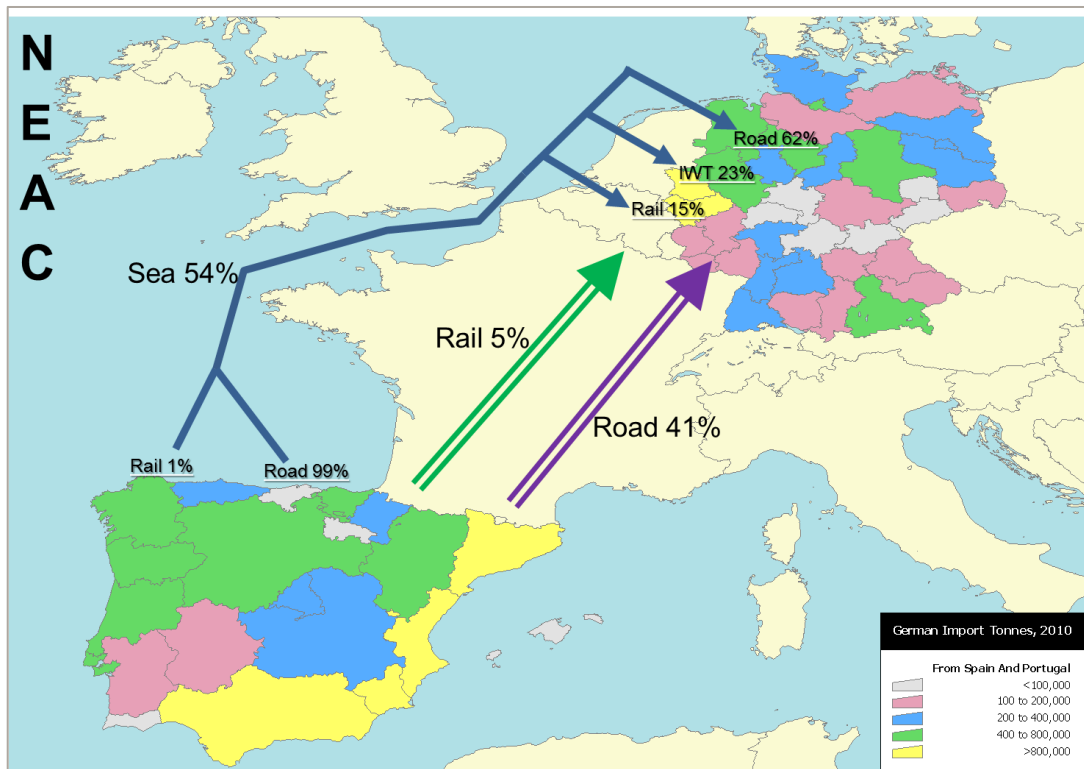 N
E
A
C
Road 62%
IWT 23%
Rail 15%
Sea 54%
Rail 5%
Road 41%
Rail 1%
Road 99%
German Import Tonnes, 2010
From Spain And Portugal
<100,000
100 to 200,000
200 to 400,000
400 to 800,000
>800,000